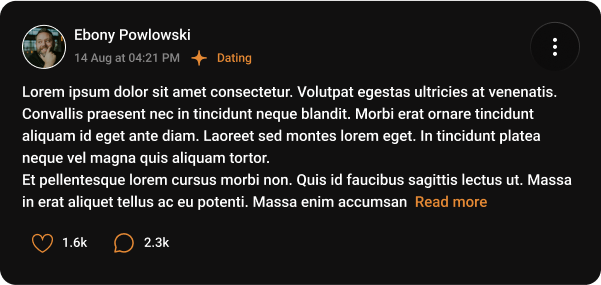 Ebony Powlowski
14 Aug at 04:21 PM Dating
Lorem ipsum dolor sit amet consectetur. Volutpat egestas ultricies at venenatis.
Convallis praesent nec in tincidunt neque blandit. Morbi erat ornare tincidunt
aliquam id eget ante diam. Laoreet sed montes lorem eget. In tincidunt platea
neque vel magna quis aliquam tortor.
Et pellentesque lorem cursus morbi non. Quis id faucibus sagittis lectus ut. Massa
in erat aliquet tellus ac eu potenti. Massa enim accumsan Read more
1.6k 2.3k